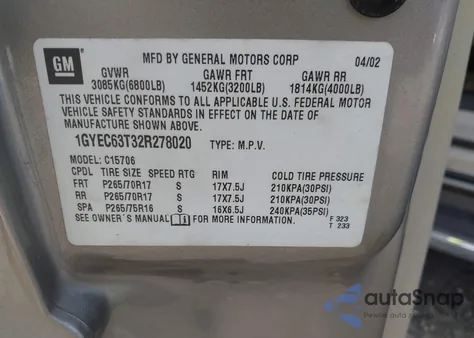 GM
MFD BY GENERAL MOTORS CORP 04/02
GVWR GAWR FRT GAWR RR
3085KG(6800LB) 1452KG(3200LB) 1814KG(4000LB)
THIS VEHICLE CONFORMS TO ALL APPLICABLE U.S. FEDERAL MOTOR
VEHICLE SAFETY STANDARDS IN EFFECT ON THE DATE OF
MANUFACTURE SHOWN ABOVE.
1GYEC63T32R278020 TYPE: M.P.V.
MODEL: C15706
CPDL TIRE SIZE SPEED RTG RIM COLD TIRE PRESSURE
FRT P265/70R17 S 17X7.5J 210KPA(30PSI)
RR P265/70R17 S 17X7.5J 210KPA(30PSI)
SPA P265/75R16 S 16X6.5J 240KPA(35PSI)
SEE OWNER'S MANUAL FOR MORE INFORMATION F 323
T 233
autoSnap